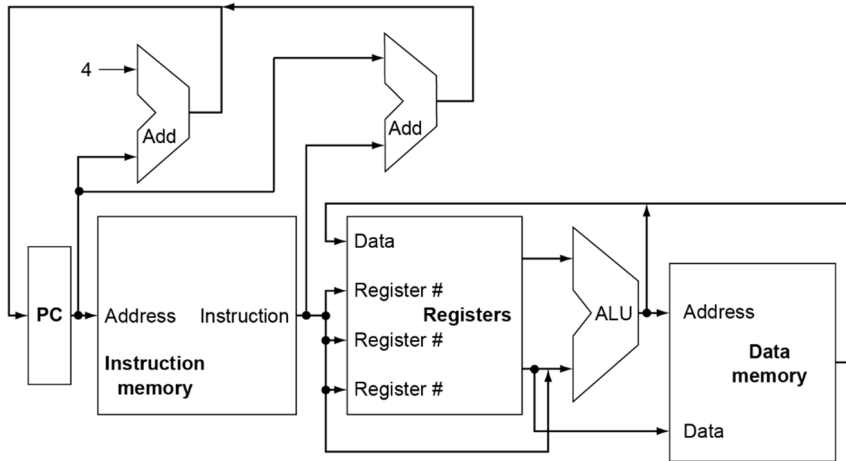 4
Add
Add
PC
Address
Instruction
Instruction
memory
Data
Register #
Registers
Register #
Register #
ALU
Address
Data
memory
Data